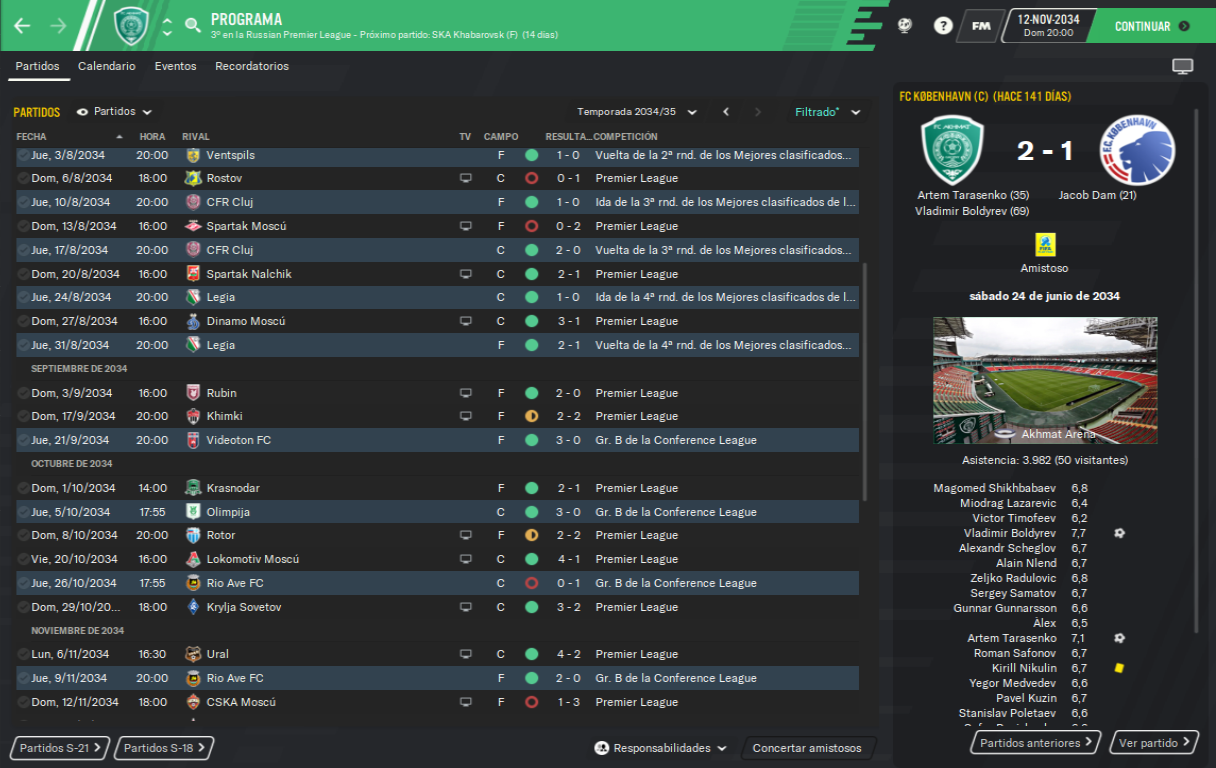 PROGRAMA
3º en la Russian Premier League - Próximo partido: SKA Khabarovsk (F) (14 días)
?
FM
12-NOV-2034
Dom 20:00
CONTINUAR
Partidos Calendario Eventos Recordatorios
PARTIDOS Partidos Temporada 2034/35 Filtrado*
FECHA HORA RIVAL TV CAMPO RESULTA... COMPETICIÓN
Jue, 3/8/2034 20:00 Ventspils F 1 - 0 Vuelta de la 2ª rnd. de los Mejores clasificados...
Dom, 6/8/2034 18:00 Rostov C 0 - 1 Premier League
Jue, 10/8/2034 20:00 CFR Cluj F 1 - 0 Ida de la 3ª rnd. de los Mejores clasificados de l...
Dom, 13/8/2034 16:00 Spartak Moscú F 0 - 2 Premier League
Jue, 17/8/2034 20:00 CFR Cluj C 2 - 0 Vuelta de la 3ª rnd. de los Mejores clasificados...
Dom, 20/8/2034 16:00 Spartak Nalchik C 2 - 1 Premier League
Jue, 24/8/2034 20:00 Legia C 1 - 0 Ida de la 4ª rnd. de los Mejores clasificados de l...
Dom, 27/8/2034 16:00 Dinamo Moscú C 3 - 1 Premier League
Jue, 31/8/2034 20:00 Legia F 2 - 1 Vuelta de la 4ª rnd. de los Mejores clasificados...
SEPTIEMBRE DE 2034
Dom, 3/9/2034 16:00 Rubin F 2 - 0 Premier League
Dom, 17/9/2034 20:00 Khimki F 2 - 2 Premier League
Jue, 21/9/2034 20:00 Videoton FC F 3 - 0 Gr. B de la Conference League
OCTUBRE DE 2034
Dom, 1/10/2034 14:00 Krasnodar F 2 - 1 Premier League
Jue, 5/10/2034 17:55 Olimpija C 3 - 0 Gr. B de la Conference League
Dom, 8/10/2034 20:00 Rotor F 2 - 2 Premier League
Vie, 20/10/2034 16:00 Lokomotiv Moscú C 4 - 1 Premier League
Jue, 26/10/2034 17:55 Rio Ave FC C 0 - 1 Gr. B de la Conference League
Dom, 29/10/20... 18:00 Krylja Sovetov C 3 - 2 Premier League
NOVIEMBRE DE 2034
Lun, 6/11/2034 16:30 Ural C 4 - 2 Premier League
Jue, 9/11/2034 20:00 Rio Ave FC F 2 - 0 Gr. B de la Conference League
Dom, 12/11/2034 18:00 CSKA Moscú F 1 - 3 Premier League
Partidos S-21 Partidos S-18 Responsabilidades Concertar amistosos
FC KØBENHAVN (C) (HACE 141 DÍAS)
FC AKHMAT
F.C. KØBENHAVN
2 - 1
Artem Tarasenko (35) Jacob Dam (21)
Vladimir Boldyrev (69)
FIFA
Amistoso
sábado 24 de junio de 2034
Akhmat Arena
Asistencia: 3.982 (50 visitantes)
Magomed Shikhbabaev 6,8
Miodrag Lazarevic 6,4
Victor Timofeev 6,2
Vladimir Boldyrev 7,7
Alexandr Scheglov 6,7
Alain Nlend 6,7
Zeljko Radulovic 6,8
Sergey Samatov 6,7
Gunnar Gunnarsson 6,6
Àlex 6,5
Artem Tarasenko 7,1
Roman Safonov 6,7
Kirill Nikulin 6,7
Yegor Medvedev 6,6
Pavel Kuzin 6,7
Stanislav Poletaev 6,6
Partidos anteriores Ver partido